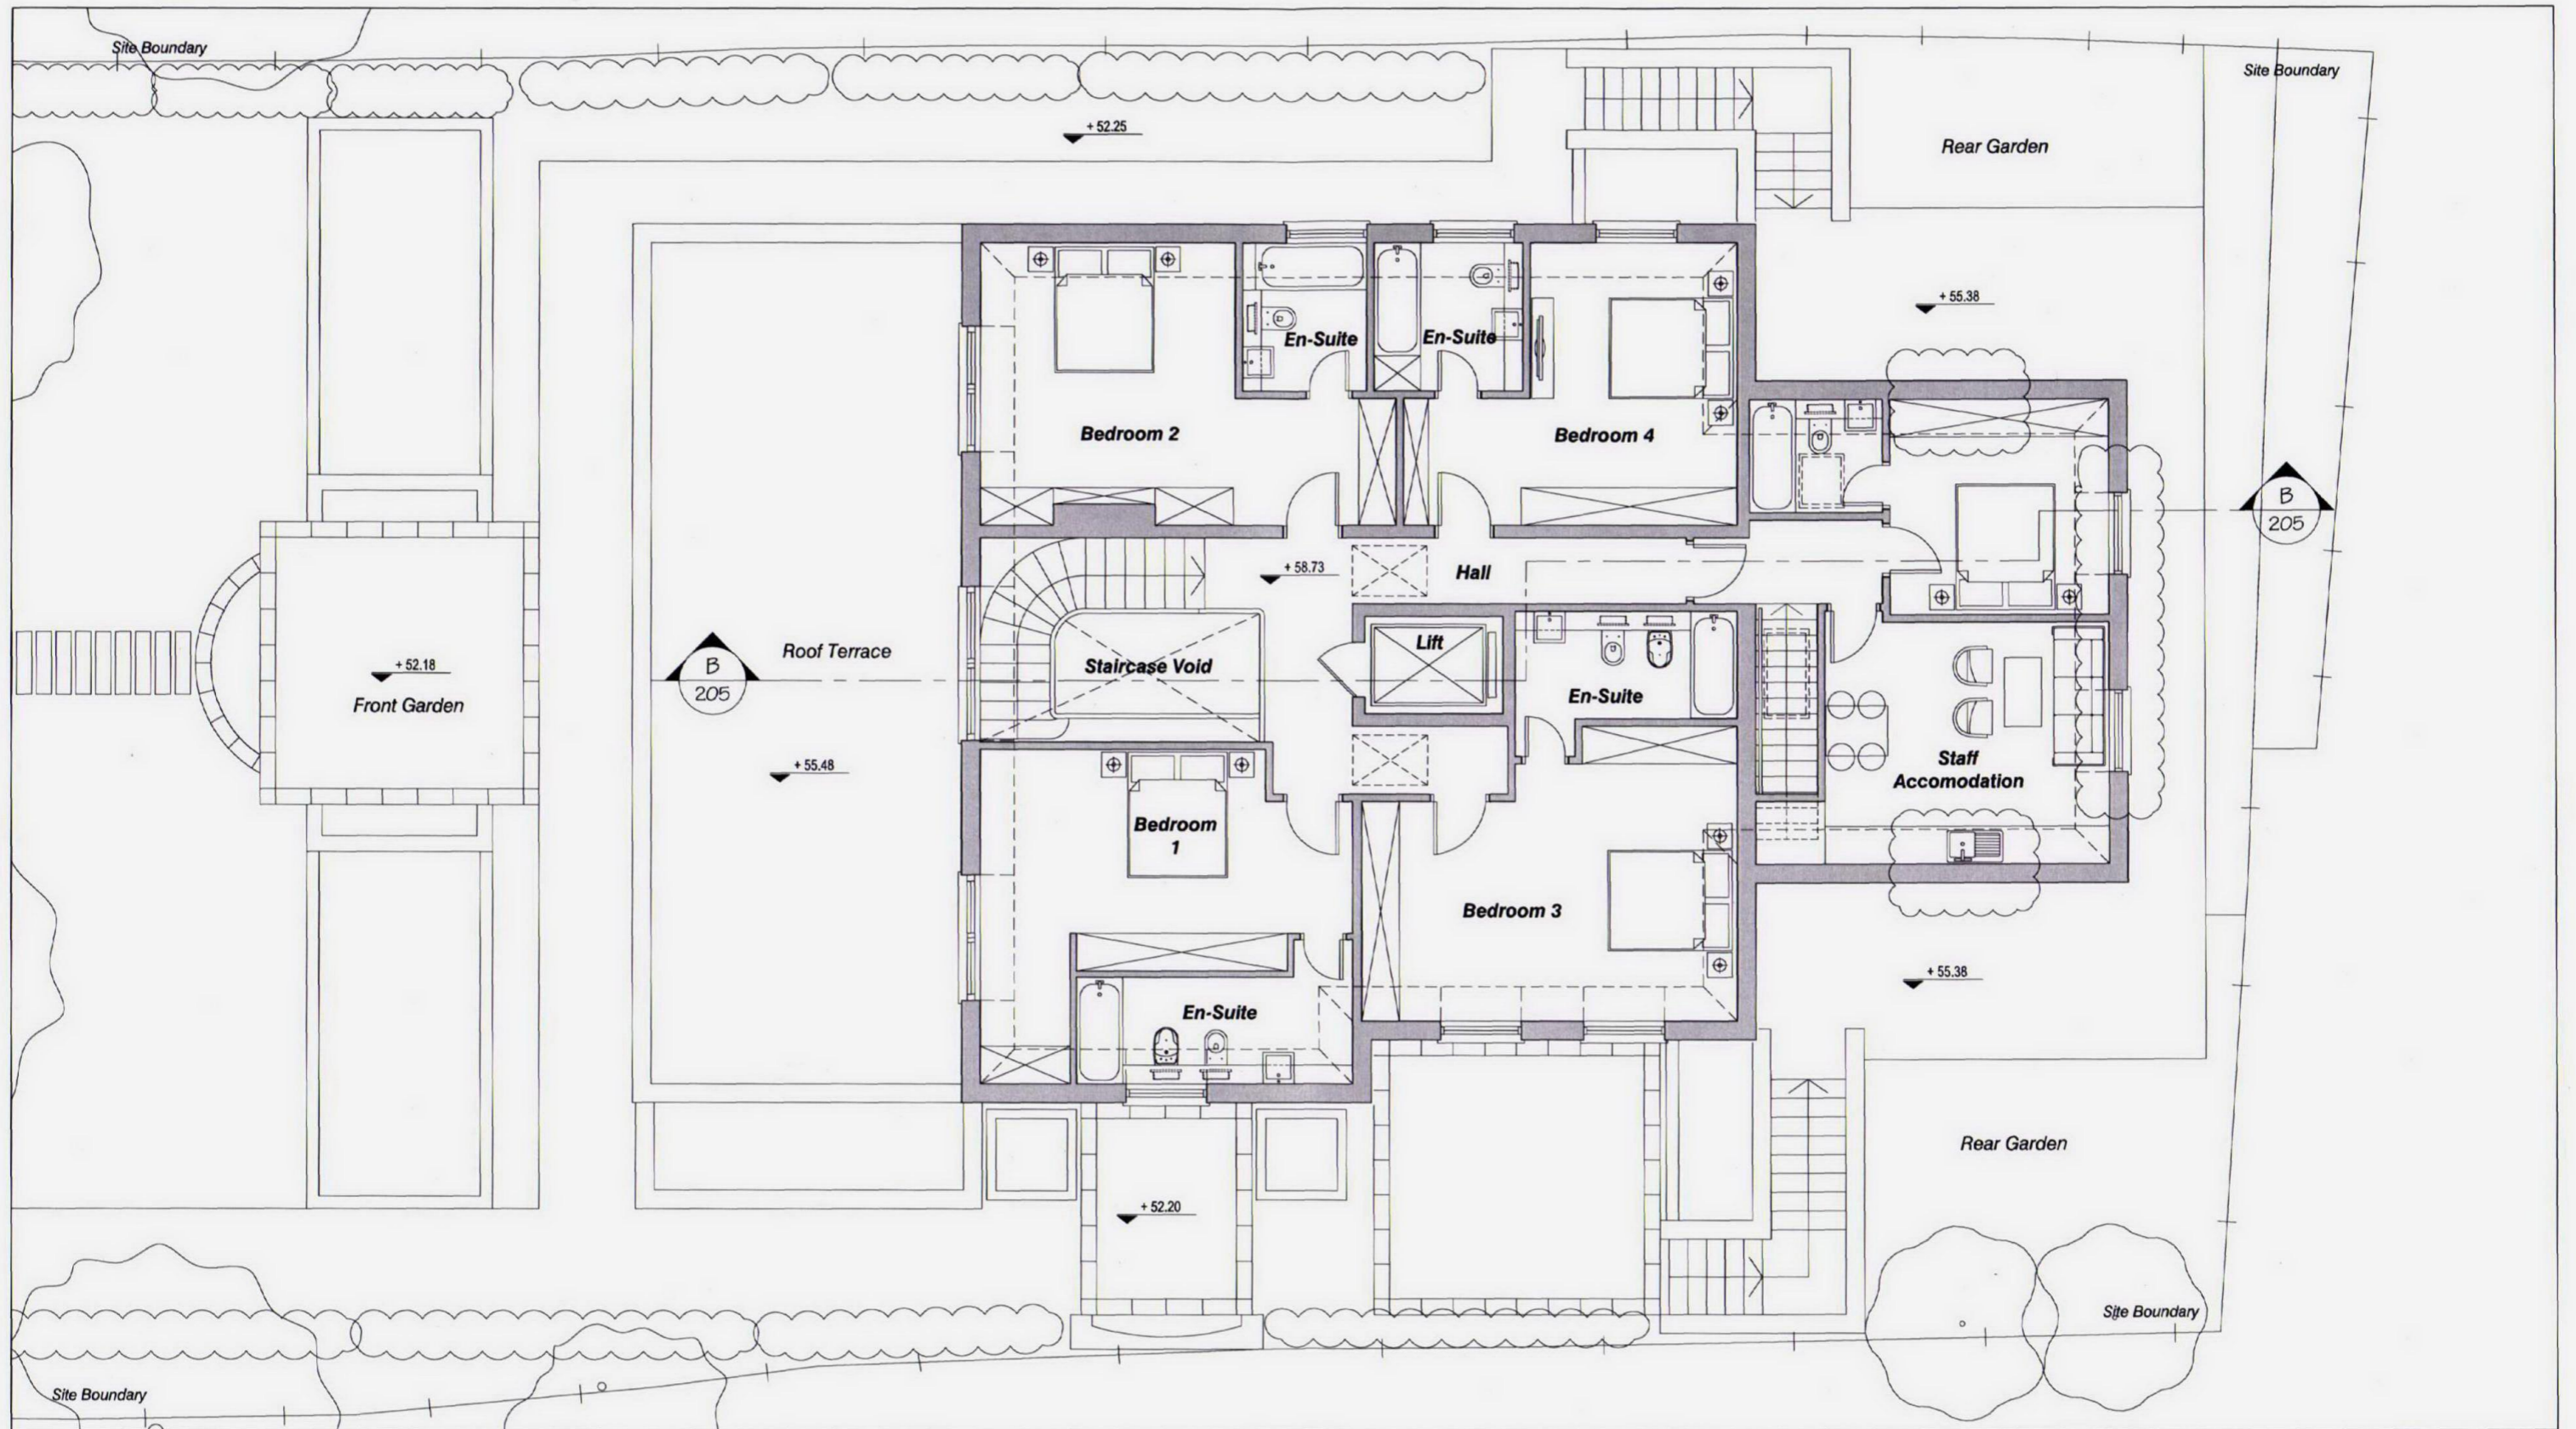 Site Boundary
Site Boundary
+ 52.25
Rear Garden
+ 55.38
En-Suite
En-Suite
Bedroom 2
Bedroom 4
B
205
+ 58.73
Hall
Roof Terrace
Lift
B
205
Staircase Void
+ 52.18
Front Garden
En-Suite
+ 55.48
Staff
Accomodation
Bedroom
1
Bedroom 3
+ 55.38
En-Suite
Rear Garden
+ 52.20
Site Boundary
Site Boundary